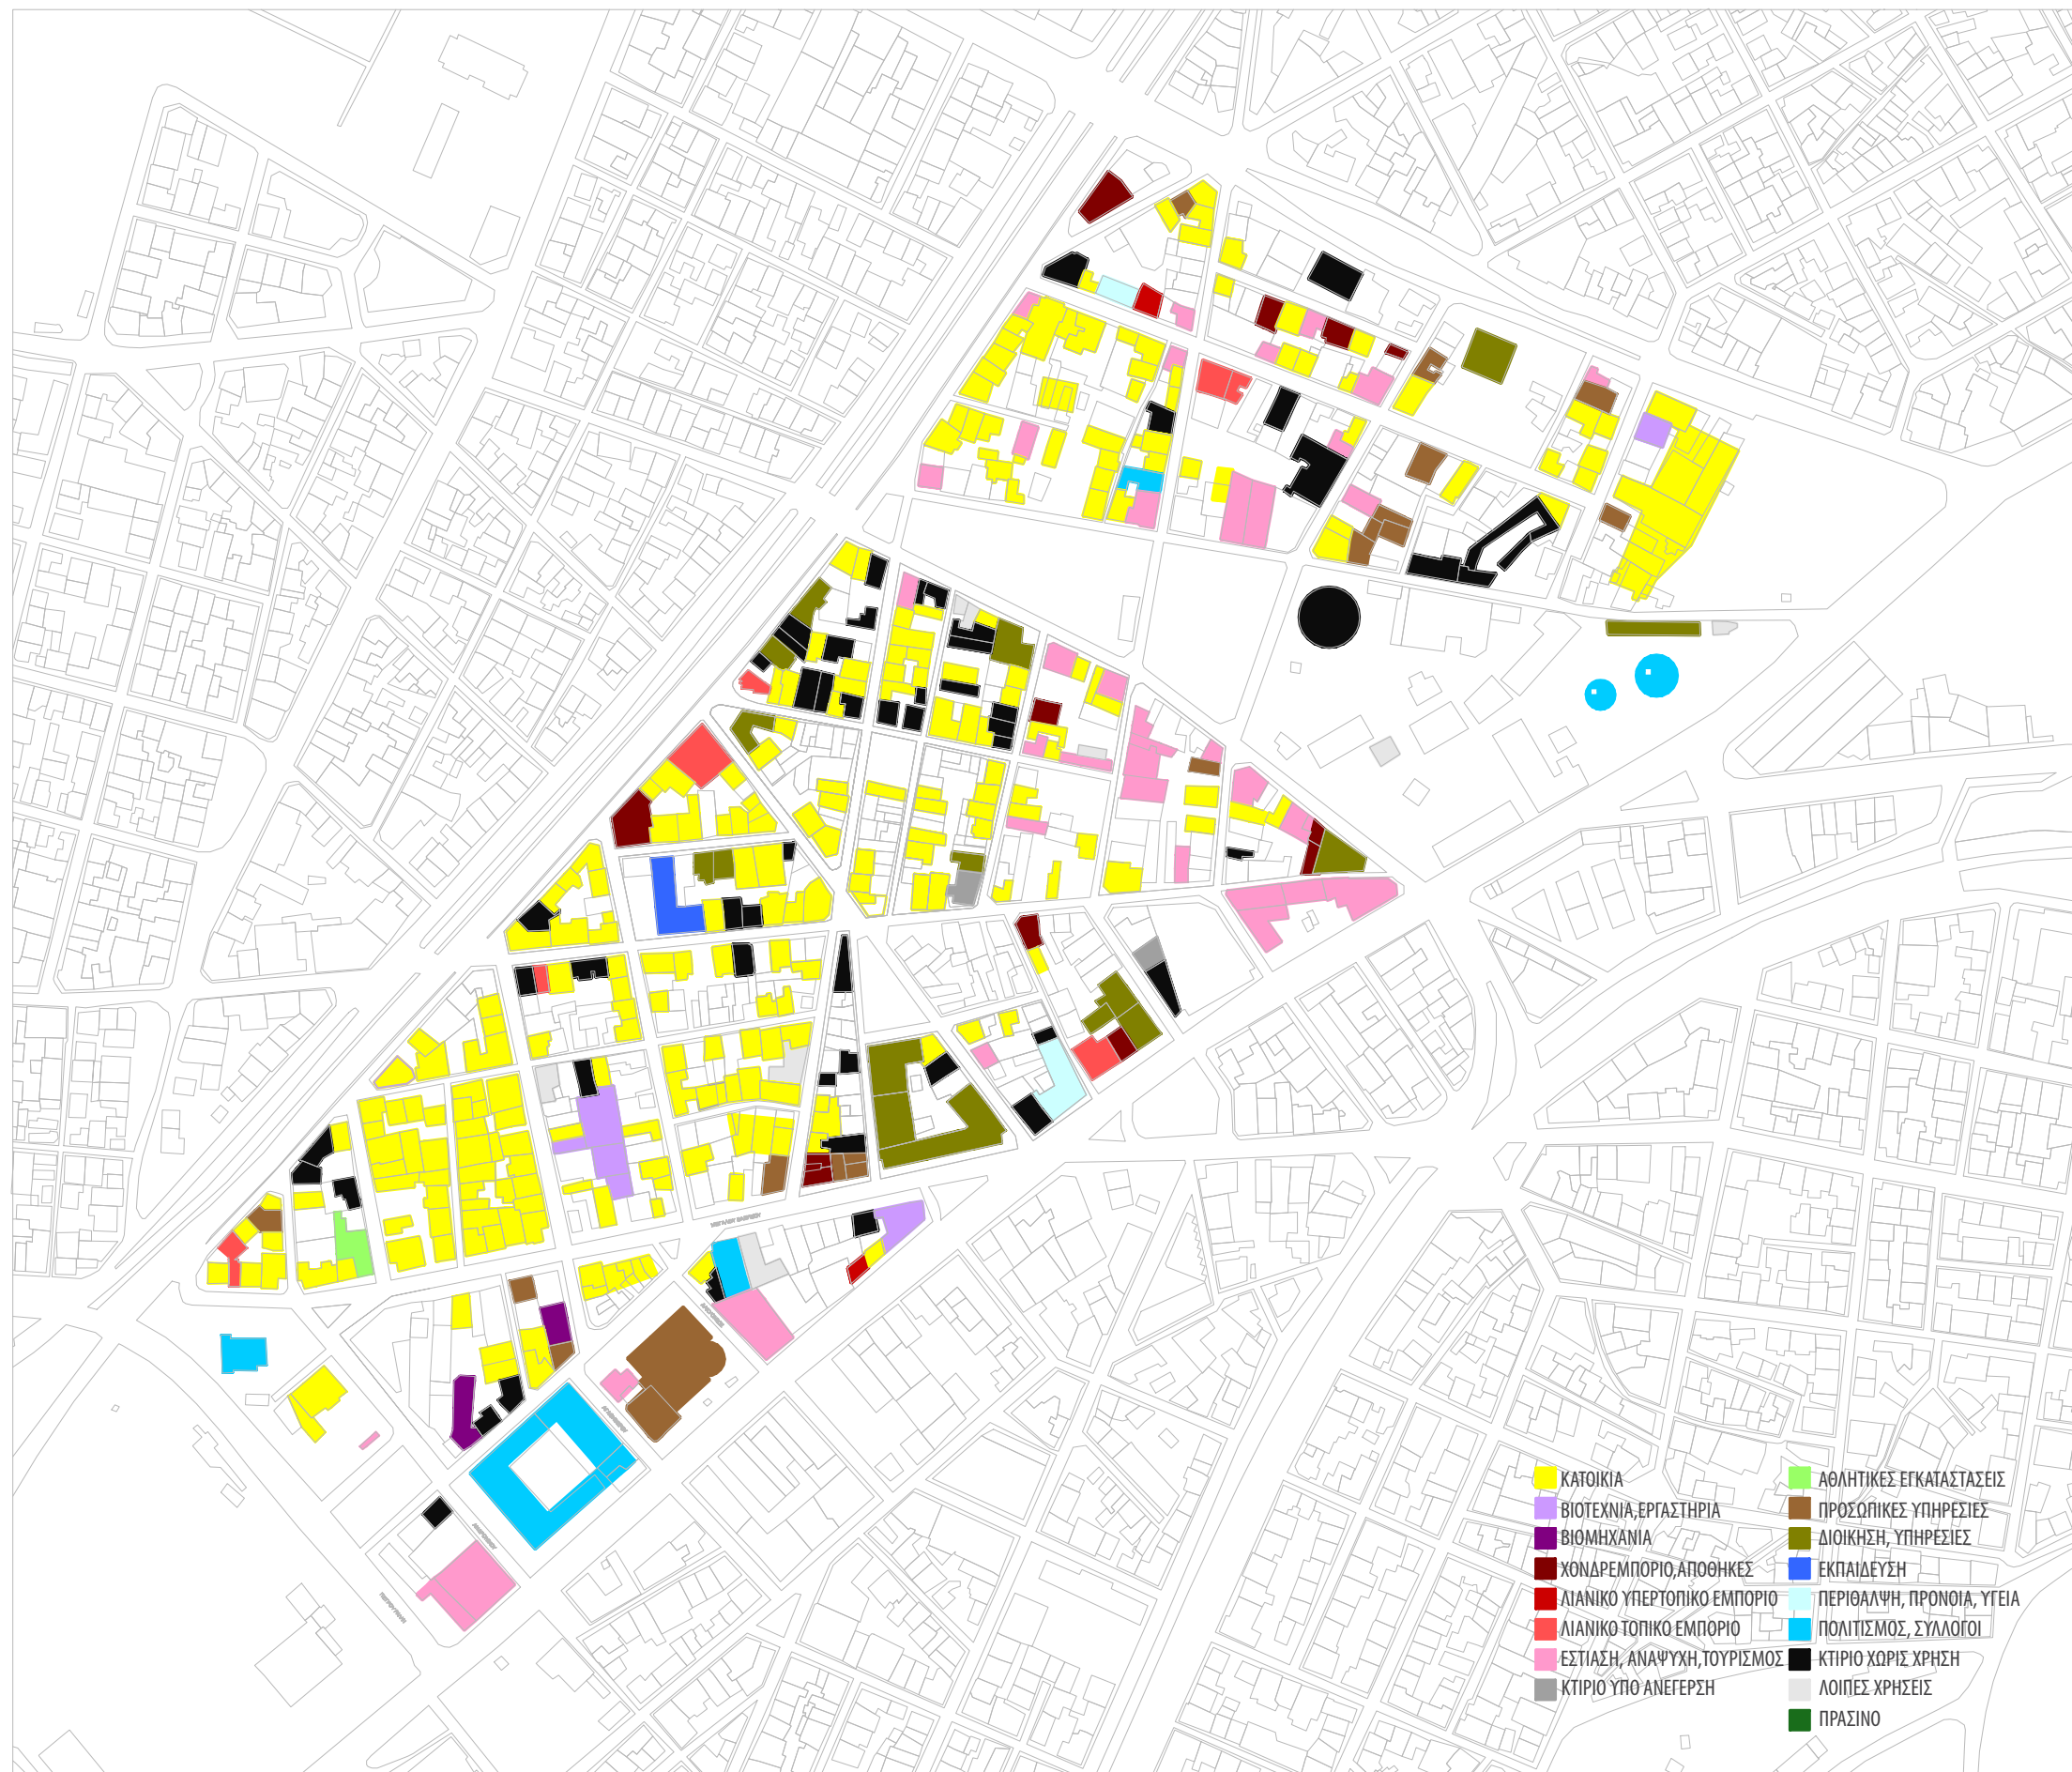 ΚΑΤΟΙΚΙΑ
ΒΙΟΤΕΧΝΙΑ,ΕΡΓΑΣΤΗΡΙΑ
ΒΙΟΜΗΧΑΝΙΑ
ΧΟΝΔΡΕΜΠΟΡΙΟ,ΑΠΟΘΗΚΕΣ
ΛΙΑΝΙΚΟ ΥΠΕΡΤΟΠΙΚΟ ΕΜΠΟΡΙΟ
ΛΙΑΝΙΚΟ ΤΟΠΙΚΟ ΕΜΠΟΡΙΟ
ΕΣΤΙΑΣΗ, ΑΝΑΨΥΧΗ,ΤΟΥΡΙΣΜΟΣ
ΚΤΙΡΙΟ ΥΠΟ ΑΝΕΓΕΡΣΗ
ΑΘΛΗΤΙΚΕΣ ΕΓΚΑΤΑΣΤΑΣΕΙΣ
ΠΡΟΣΩΠΙΚΕΣ ΥΠΗΡΕΣΙΕΣ
ΔΙΟΙΚΗΣΗ, ΥΠΗΡΕΣΙΕΣ
ΕΚΠΑΙΔΕΥΣΗ
ΠΕΡΙΘΑΛΨΗ, ΠΡΟΝΟΙΑ, ΥΓΕΙΑ
ΠΟΛΙΤΙΣΜΟΣ, ΣΥΛΛΟΓΟΙ
ΚΤΙΡΙΟ ΧΩΡΙΣ ΧΡΗΣΗ
ΛΟΙΠΕΣ ΧΡΗΣΕΙΣ
ΠΡΑΣΙΝΟ